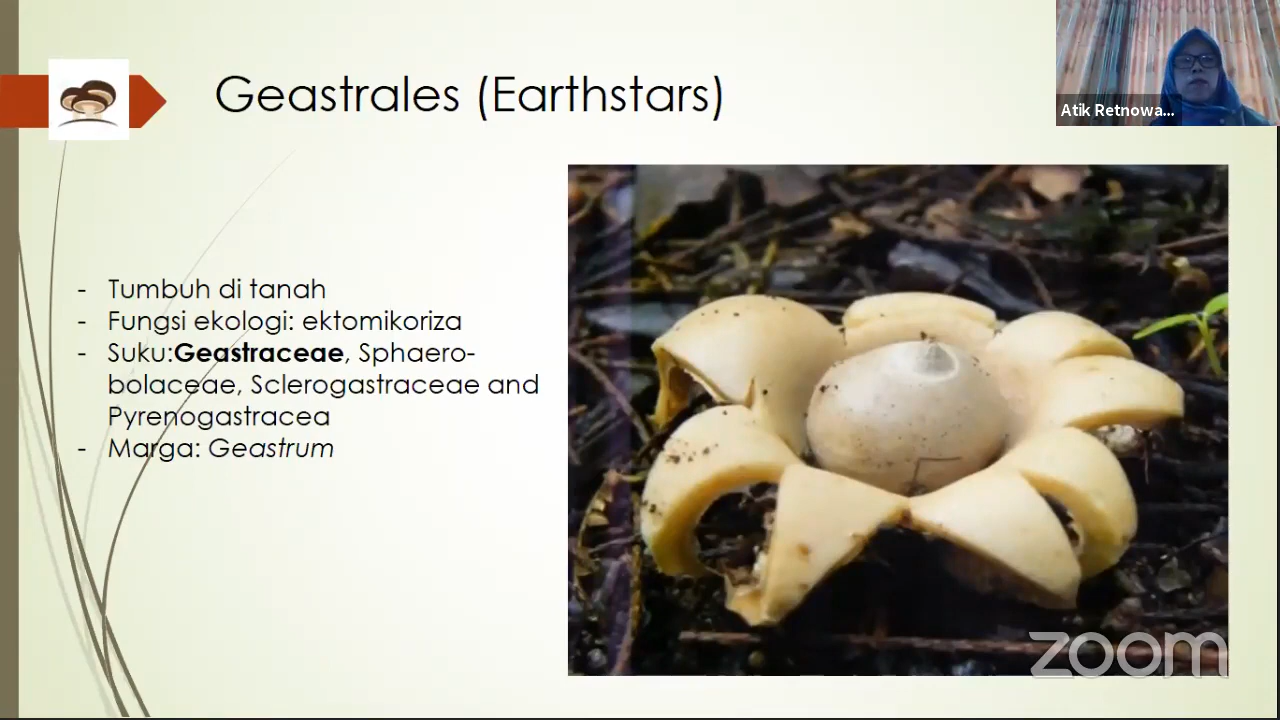 Geastrales (Earthstars)
Atik Retnowa...
- Tumbuh di tanah
- Fungsi ekologi: ektomikoriza
- Suku:Geastraceae, Sphaero-
bolaceae, Sclerogastraceae and
Pyrenogastracea
- Marga: Geastrum
zoom